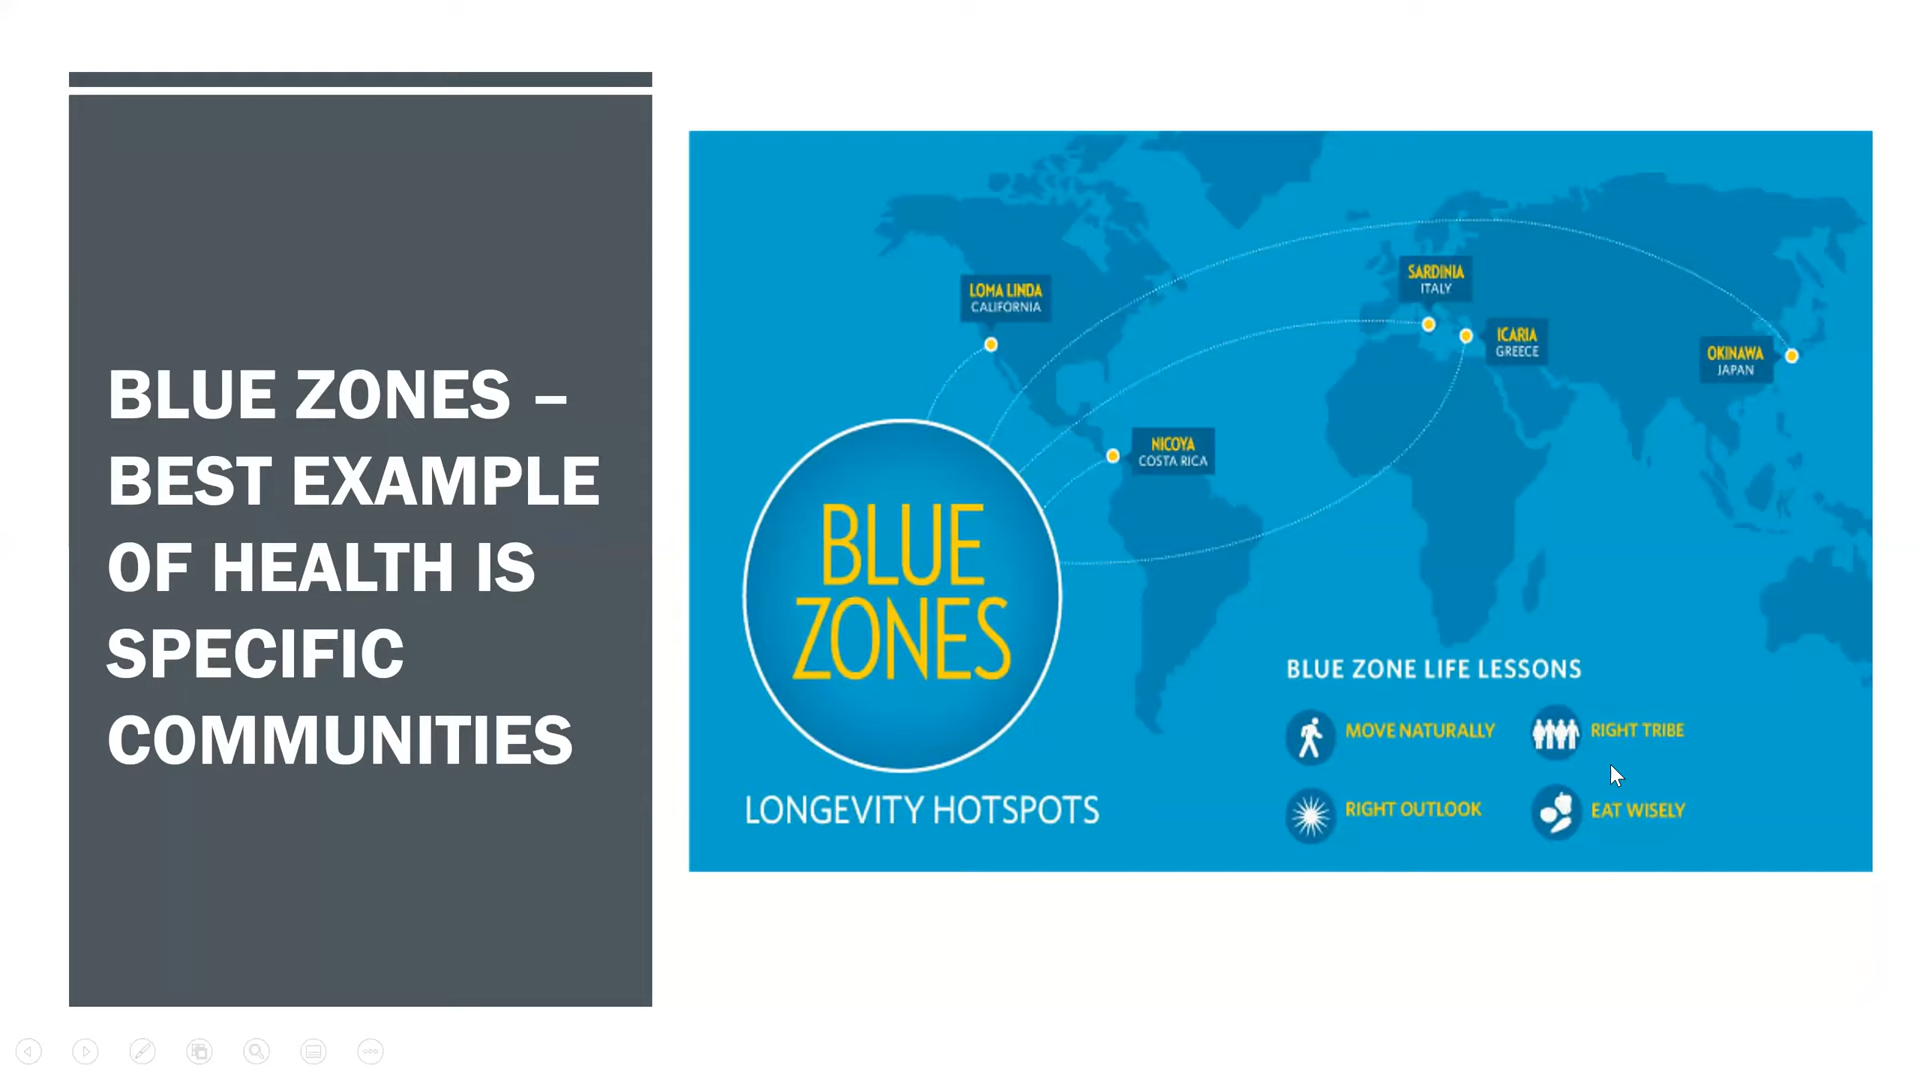 BLUE ZONES –
BEST EXAMPLE
OF HEALTH IS
SPECIFIC
COMMUNITIES
LOMA LINDA
CALIFORNIA
SARDINIA
ITALY
ICARIA
GREECE
OKINAWA
JAPAN
NICOYA
COSTA RICA
BLUE
ZONES
LONGEVITY HOTSPOTS
BLUE ZONE LIFE LESSONS
MOVE NATURALLY
RIGHT TRIBE
RIGHT OUTLOOK
EAT WISELY